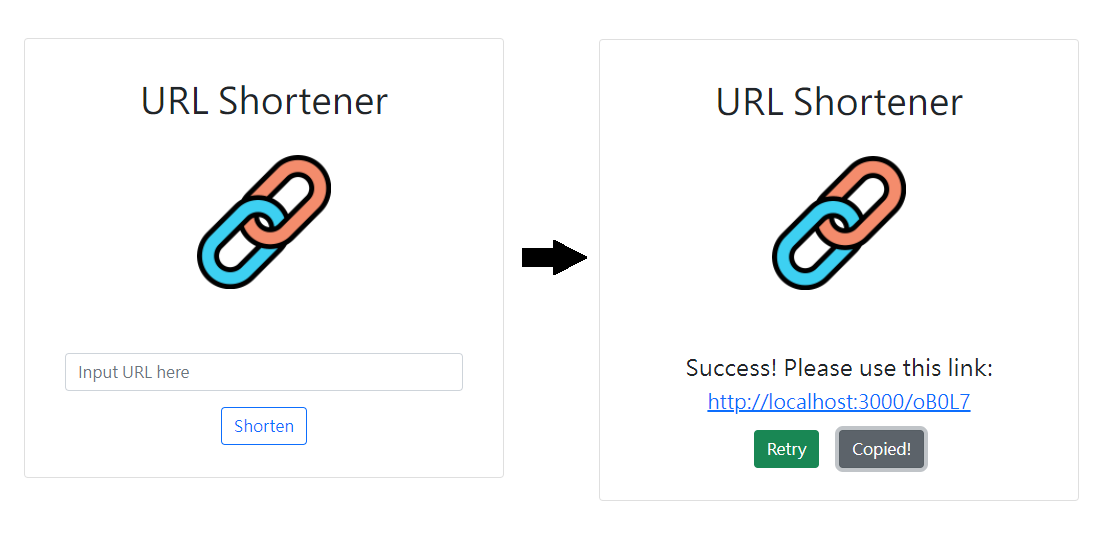 URL Shortener
Input URL here
Shorten
URL Shortener
Success! Please use this link:
http://localhost:3000/oB0L7
Retry Copied!